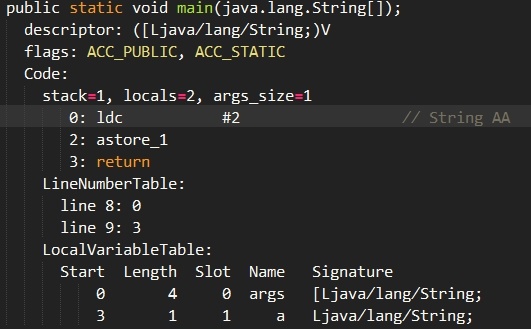 public static void main(java.lang.String[]);
descriptor: ([Ljava/lang/String;)V
flags: ACC_PUBLIC, ACC_STATIC
Code:
stack=1, locals=2, args_size=1
0: ldc #2 // String AA
2: astore_1
3: return
LineNumberTable:
line 8: 0
line 9: 3
LocalVariableTable:
Start Length Slot Name Signature
0 4 0 args [Ljava/lang/String;
3 1 1 a Ljava/lang/String;